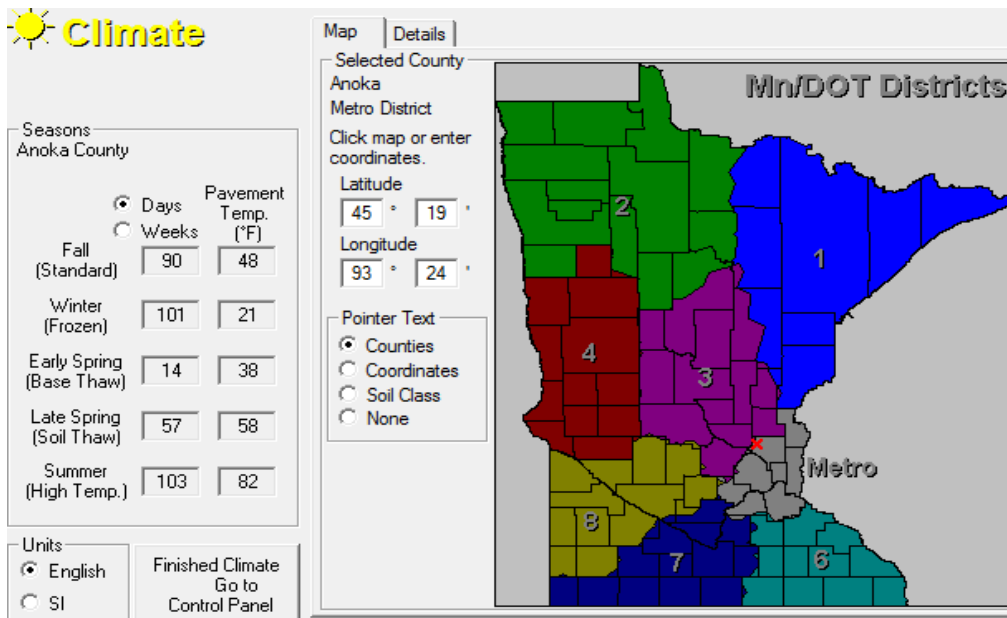 Climate
Seasons
Anoka County
Days
Weeks
Pavement
Temp.
(°F)
Fall
(Standard)
90
48
Winter
(Frozen)
101
21
Early Spring
(Base Thaw)
14
38
Late Spring
(Soil Thaw)
57
58
Summer
(High Temp.)
103
82
Units
English
SI
Finished Climate
Go to
Control Panel
Map
Details
Selected County
Anoka
Metro District
Click map or enter
coordinates.
Latitude
45 ° 19 '
Longitude
93 ° 24 '
Pointer Text
Counties
Coordinates
Soil Class
None
Mn/DOT Districts
2
1
4
3
Metro
8
7
6